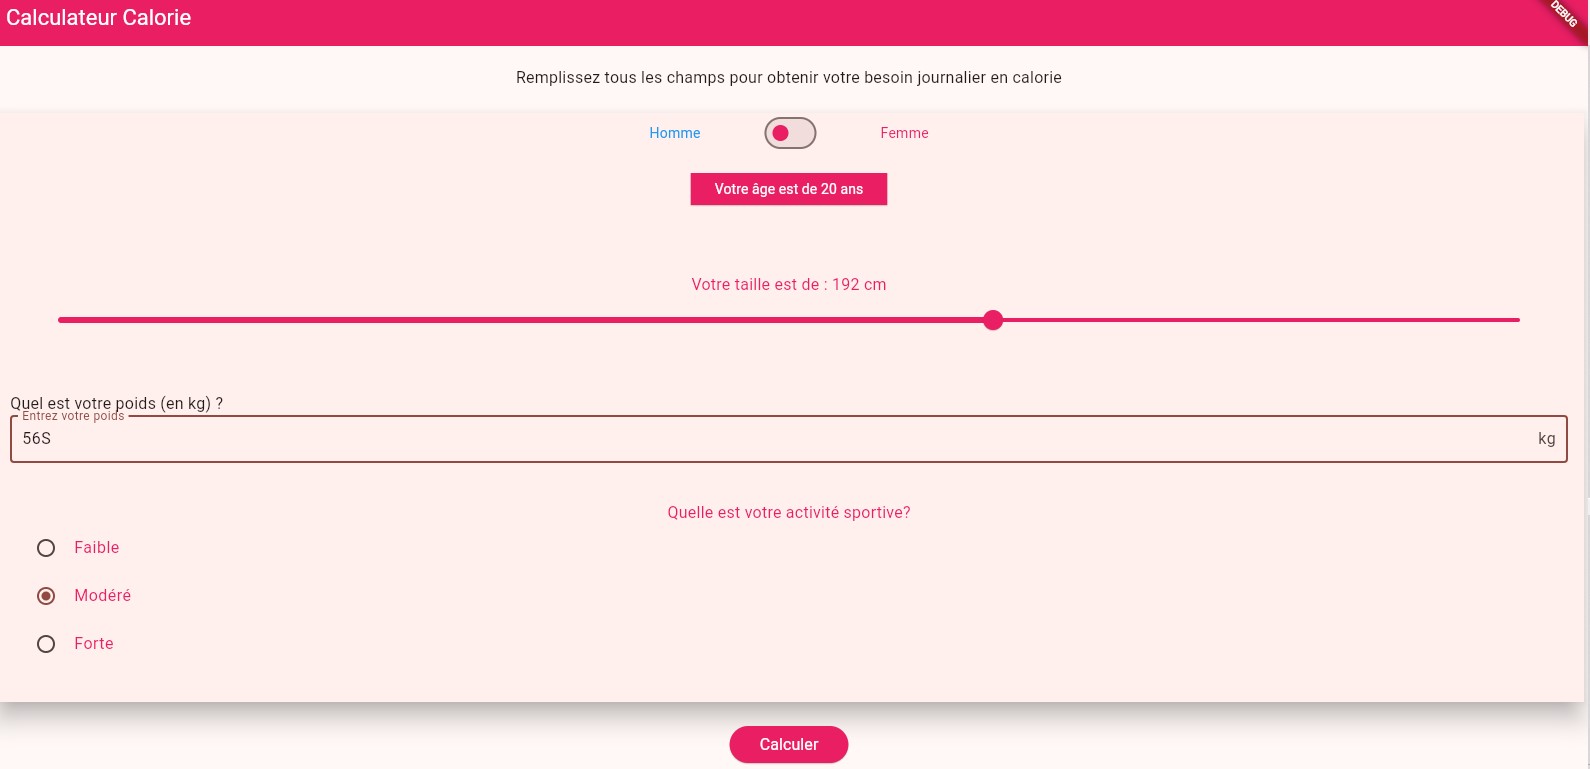 Calculateur Calorie
DEBUG
Remplissez tous les champs pour obtenir votre besoin journalier en calorie
Homme
Femme
Votre âge est de 20 ans
Votre taille est de : 192 cm
Quel est votre poids (en kg) ?
Entrez votre poids
56S
kg
Quelle est votre activité sportive?
Faible
Modéré
Forte
Calculer